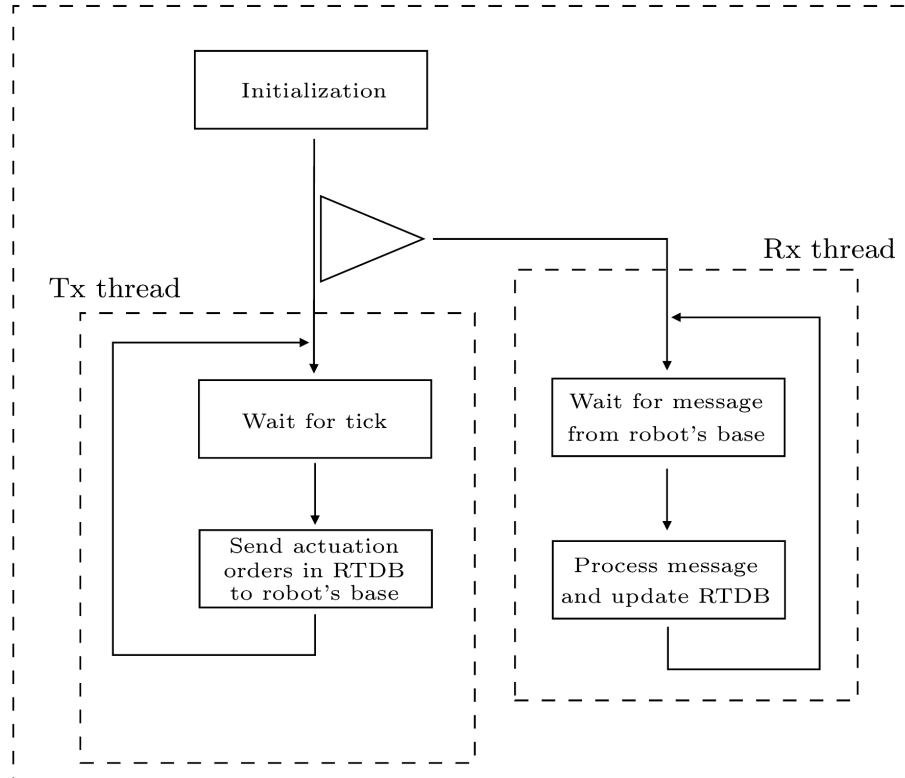 Initialization
Rx thread
Tx thread
Wait for tick
Send actuation
orders in RTDB
to robot's base
Wait for message
from robot's base
Process message
and update RTDB